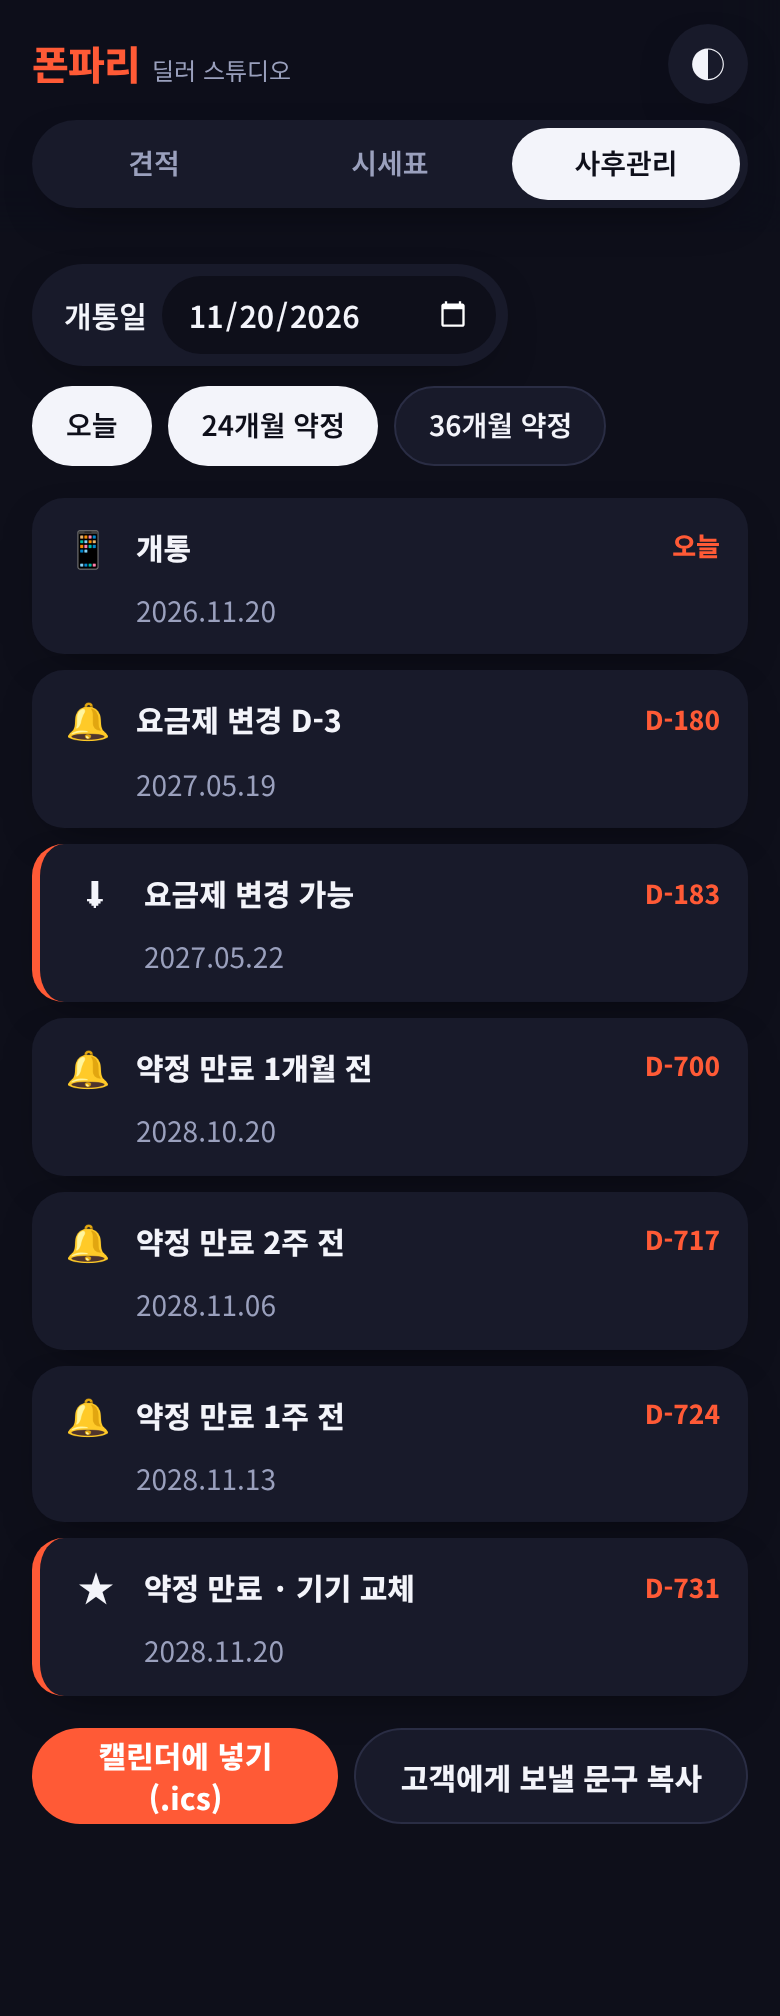 폰파리 딜러 스튜디오
견적 시세표 사후관리
개통일 11/20/2026
오늘 24개월 약정 36개월 약정
개통 오늘
2026.11.20
요금제 변경 D-3 D-180
2027.05.19
요금제 변경 가능 D-183
2027.05.22
약정 만료 1개월 전 D-700
2028.10.20
약정 만료 2주 전 D-717
2028.11.06
약정 만료 1주 전 D-724
2028.11.13
약정 만료 · 기기 교체 D-731
2028.11.20
캘린더에 넣기
(.ics)
고객에게 보낼 문구 복사